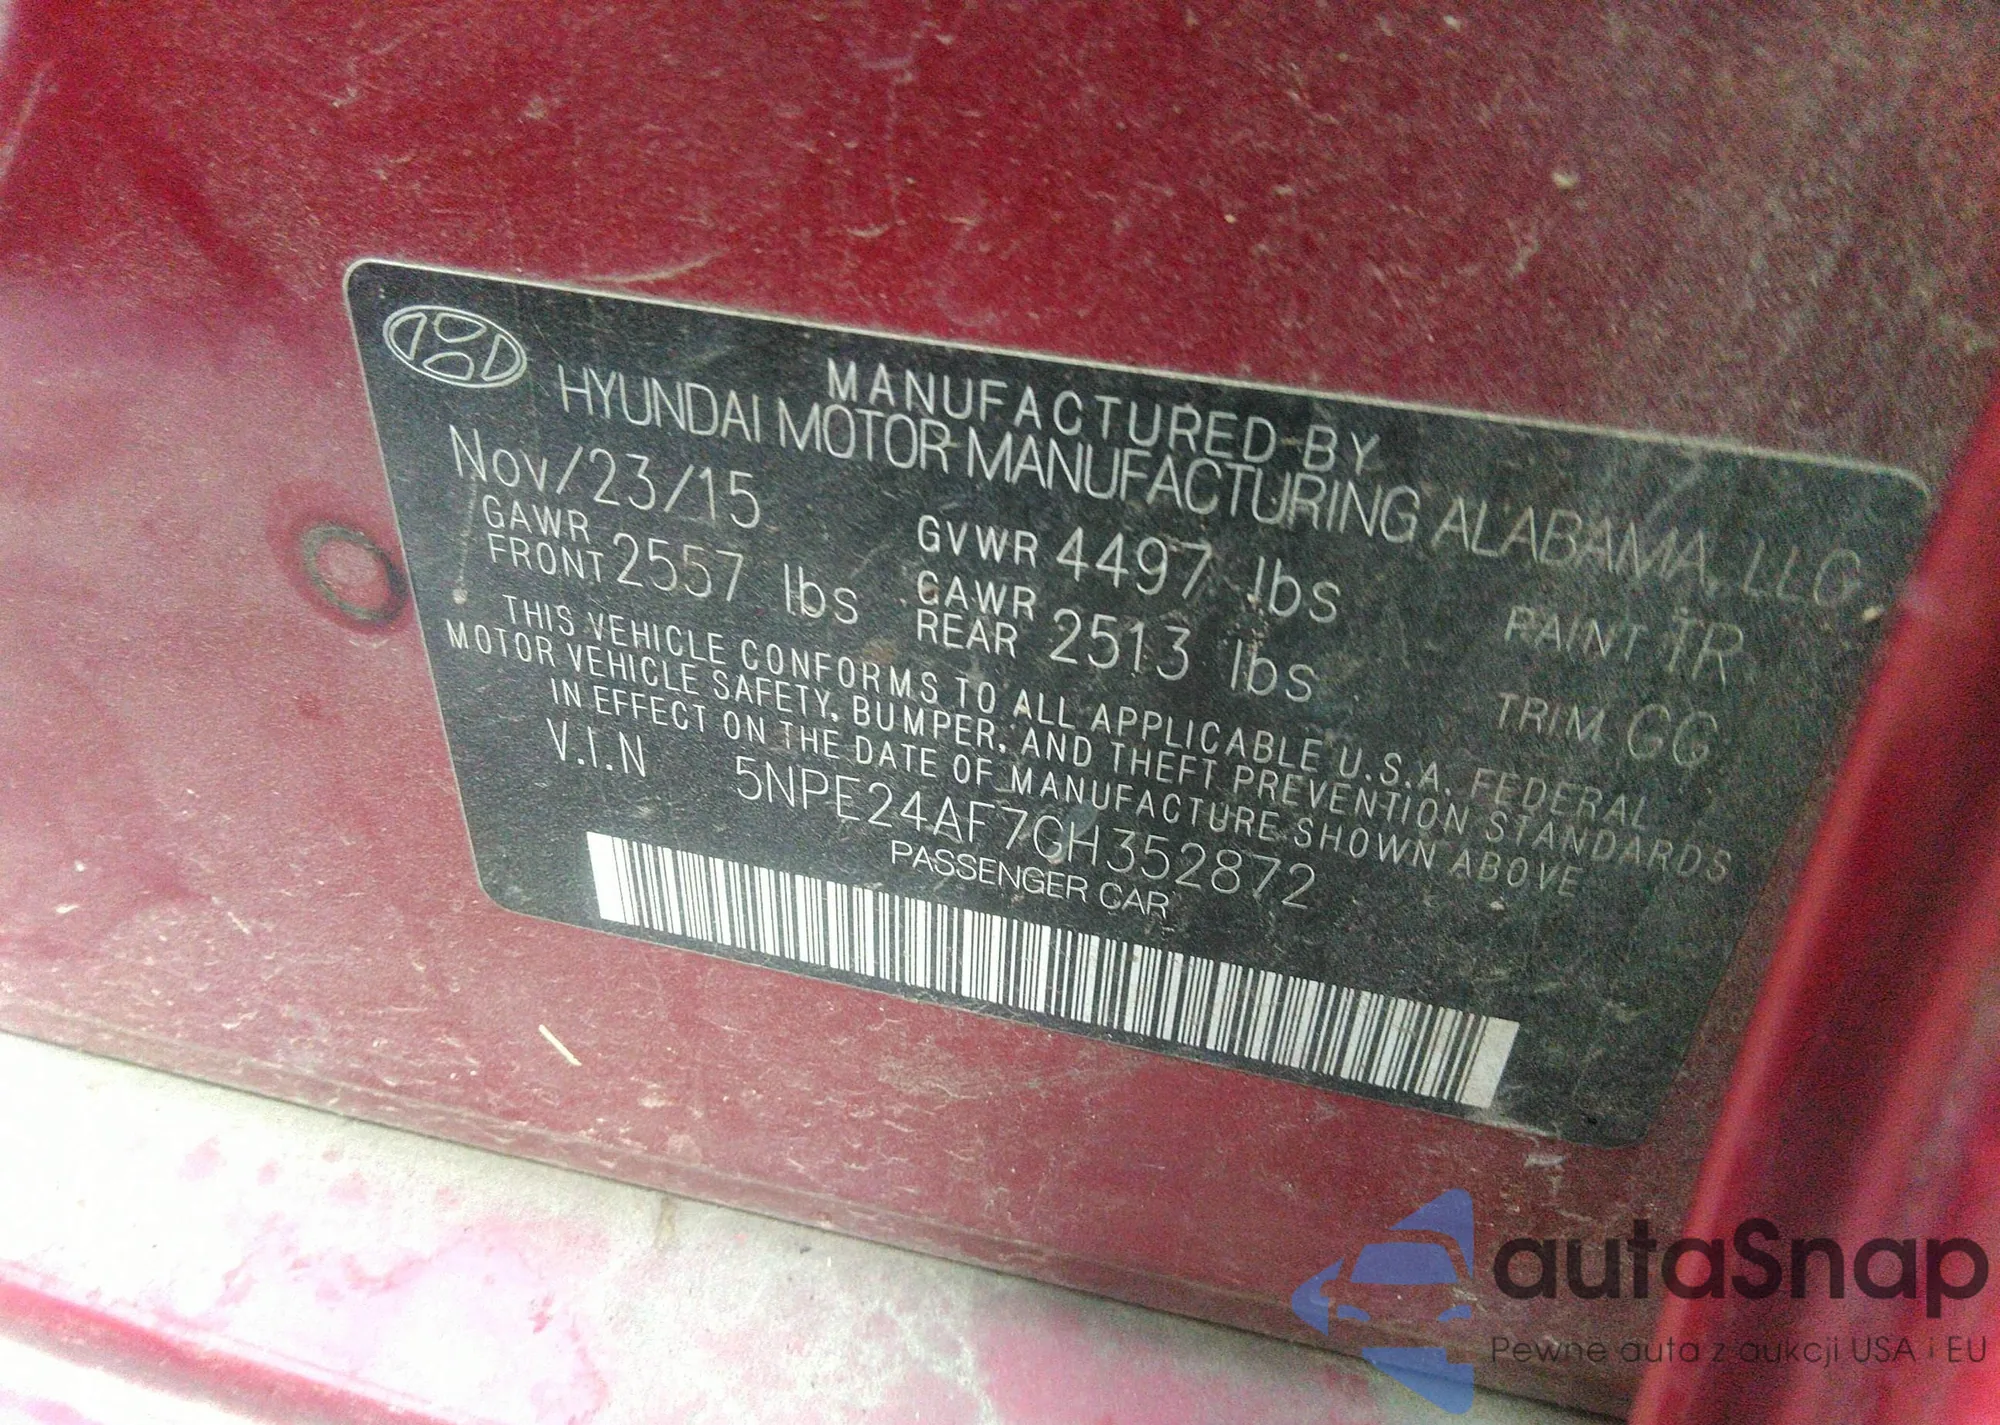 MANUFACTURED BY
HYUNDAI MOTOR MANUFACTURING ALABAMA, LLC
Nov/23/15
GAWR FRONT 2557 lbs
GVWR 4497 lbs
GAWR REAR 2513 lbs
PAINT TR
TRIM GG
THIS VEHICLE CONFORMS TO ALL APPLICABLE U.S.A. FEDERAL
MOTOR VEHICLE SAFETY, BUMPER, AND THEFT PREVENTION STANDARDS
IN EFFECT ON THE DATE OF MANUFACTURE SHOWN ABOVE
V.I.N 5NPE24AF7GH352872
PASSENGER CAR
autaSnap
Pewne auta z aukcji USA i EU